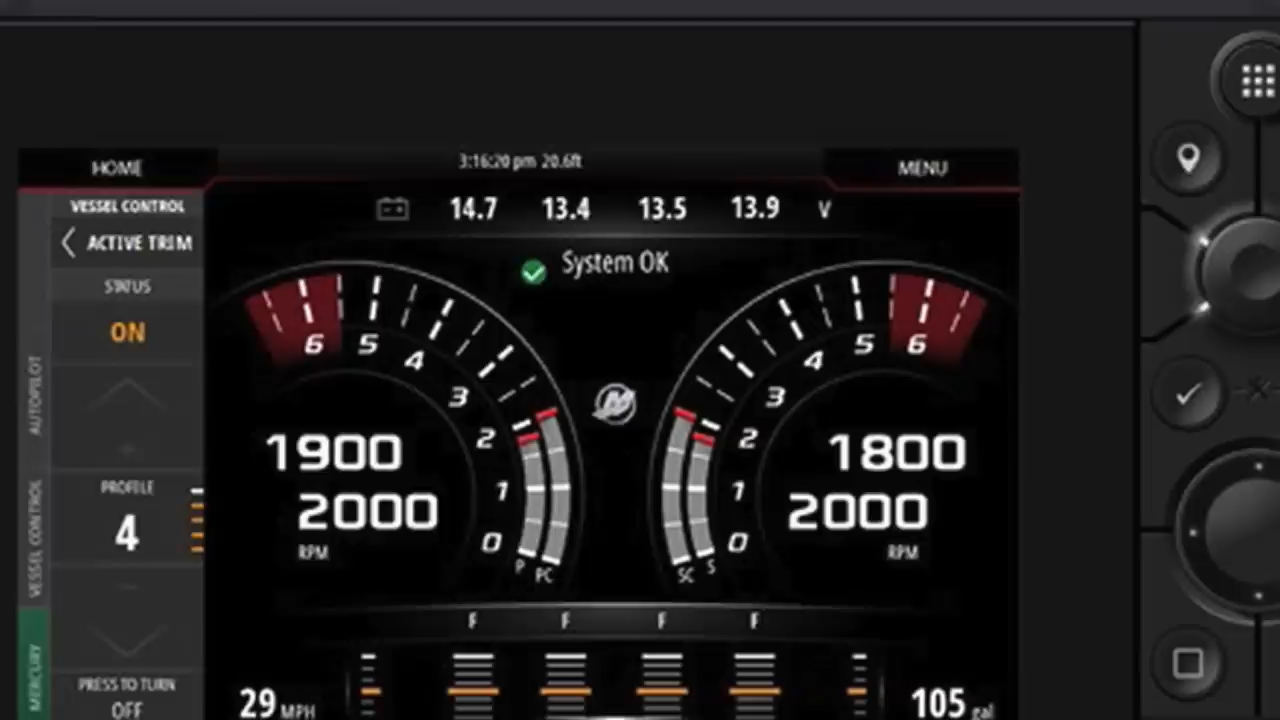 HOME
3:16:20 pm 20.6ft
MENU
VESSEL CONTROL
14.7 13.4 13.5 13.9 V
ACTIVE TRIM
System OK
STATUS
ON
6 5 4 3 2 1 0
6 5 4 3 2 1 0
AUTOPILOT
1900
2000
RPM
1800
2000
RPM
PROFILE
4
VESSEL CONTROL
P PC
SC S
F F F F
MERCURY
PRESS TO TURN
OFF
29 MPH
105 gal